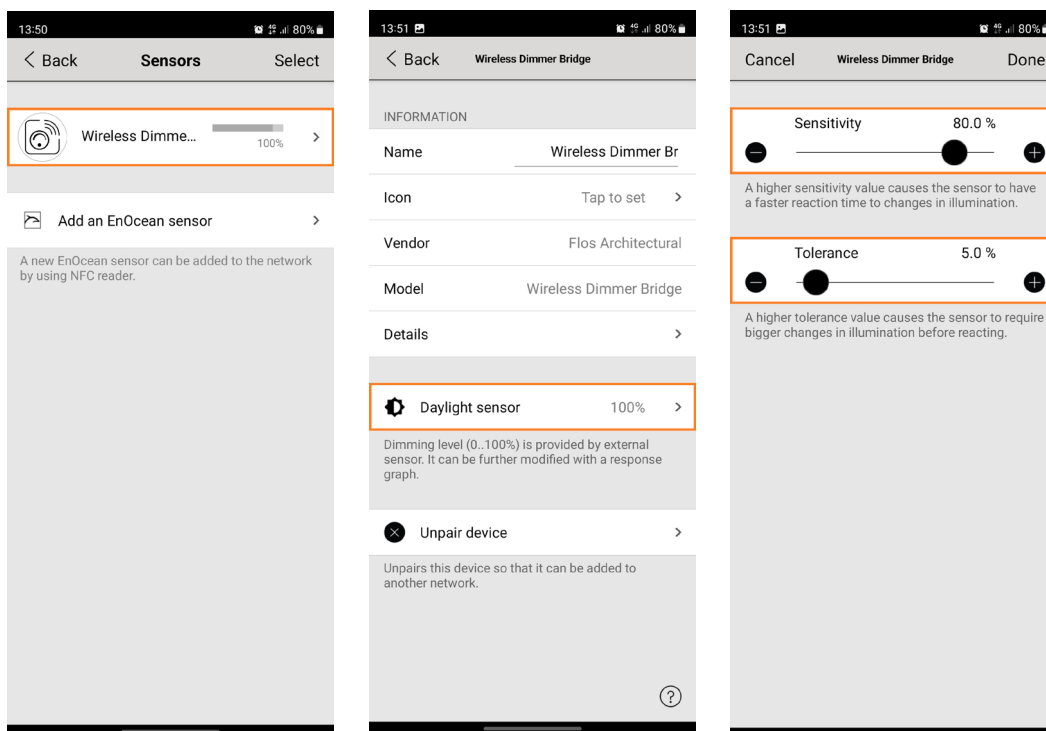 13:50
4G
80%
Back
Sensors
Select
Wireless Dimme...
100%
Add an EnOcean sensor
A new EnOcean sensor can be added to the network
by using NFC reader.
13:51
4G
80%
Back
Wireless Dimmer Bridge
INFORMATION
Name
Wireless Dimmer Br
Icon
Tap to set
Vendor
Flos Architectural
Model
Wireless Dimmer Bridge
Details
Daylight sensor
100%
Dimming level (0..100%) is provided by external
sensor. It can be further modified with a response
graph.
Unpair device
Unpairs this device so that it can be added to
another network.
?
13:51
4G
80%
Cancel
Wireless Dimmer Bridge
Done
Sensitivity
80.0 %
A higher sensitivity value causes the sensor to have
a faster reaction time to changes in illumination.
Tolerance
5.0 %
A higher tolerance value causes the sensor to require
bigger changes in illumination before reacting.